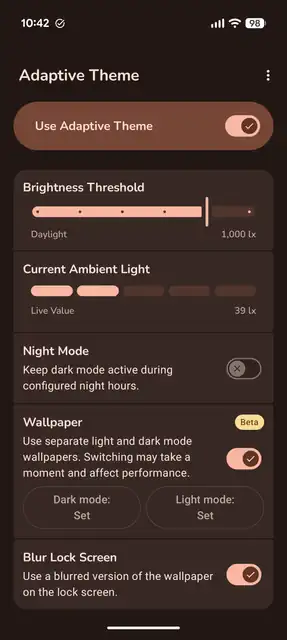 10:42
98
Adaptive Theme
Use Adaptive Theme
Brightness Threshold
Daylight
1,000 lx
Current Ambient Light
Live Value
39 lx
Night Mode
Keep dark mode active during
configured night hours.
Wallpaper
Beta
Use separate light and dark mode
wallpapers. Switching may take a
moment and affect performance.
Dark mode:
Set
Light mode:
Set
Blur Lock Screen
Use a blurred version of the wallpaper
on the lock screen.